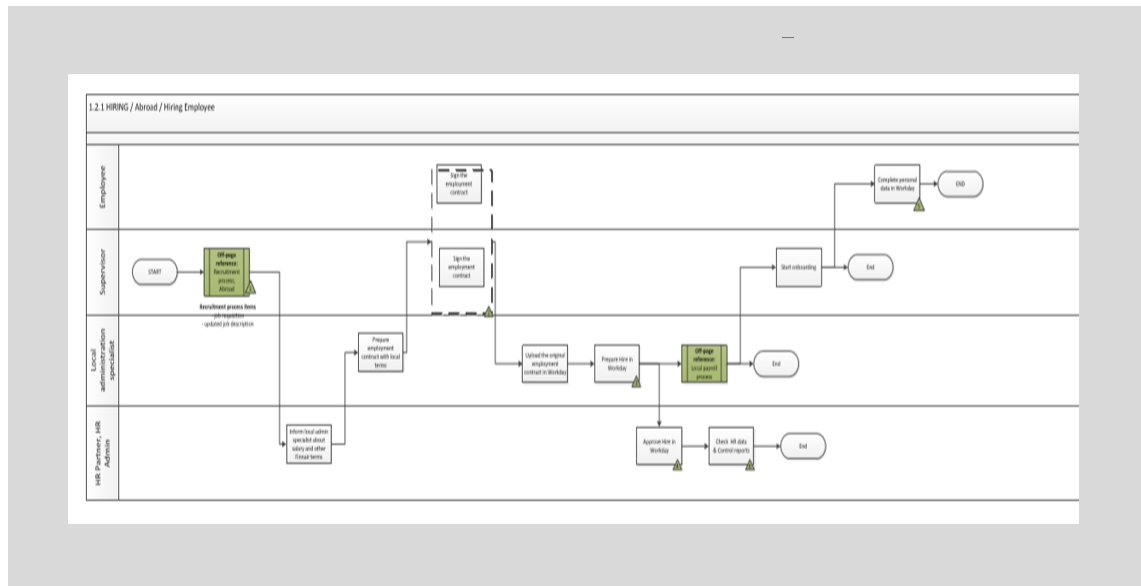 1.2.1 HIRING / Abroad / Hiring Employee
Employee
Sign the
employment
contract
Complete personal
data in Workday
END
Supervisor
START
Off-page
reference:
Recruitment
process,
Abroad
Recruitment process items
- job requisition
- updated job description
Sign the
employment
contract
Start onboarding
End
Local
administration
specialist
Prepare
employment
contract with local
terms
Upload the original
employment
contract in Workday
Prepare Hire in
Workday
Off-page
reference:
Local payroll
process
End
HR Partner, HR
Admin
Inform local admin
specialist about
salary and other
terms
Approve Hire in
Workday
Check HR data
& Control reports
End